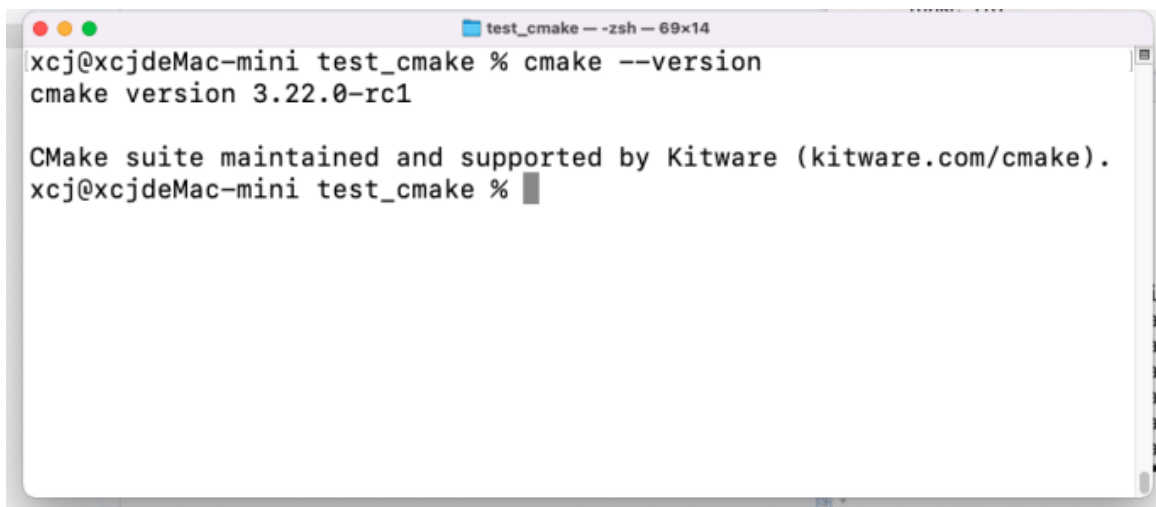 test_cmake — -zsh — 69×14
xcj@xcjdeMac-mini test_cmake % cmake --version
cmake version 3.22.0-rc1
CMake suite maintained and supported by Kitware (kitware.com/cmake).
xcj@xcjdeMac-mini test_cmake %